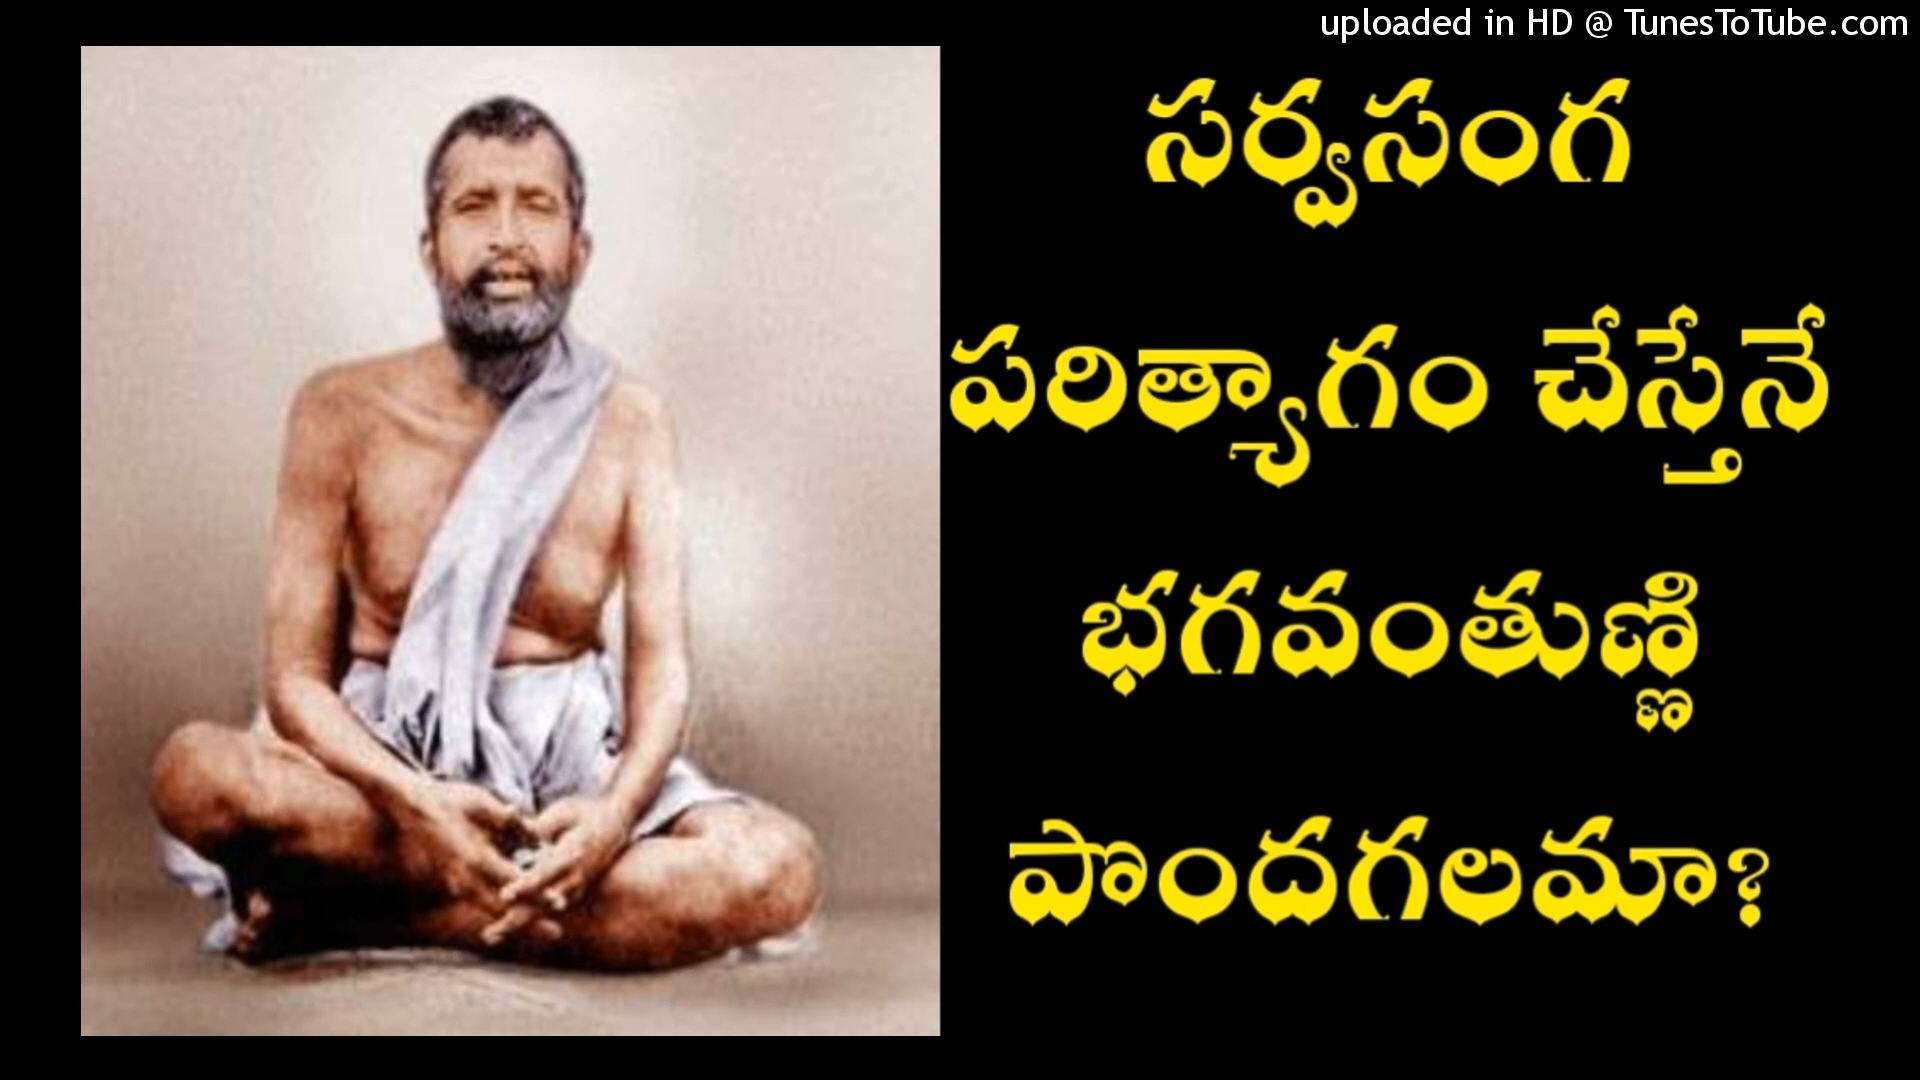 uploaded in HD @ TunesToTube.com
సర్వసంగ
పరిత్యాగం చేస్తేనే
భగవంతుణ్ణి
పొందగలమా?